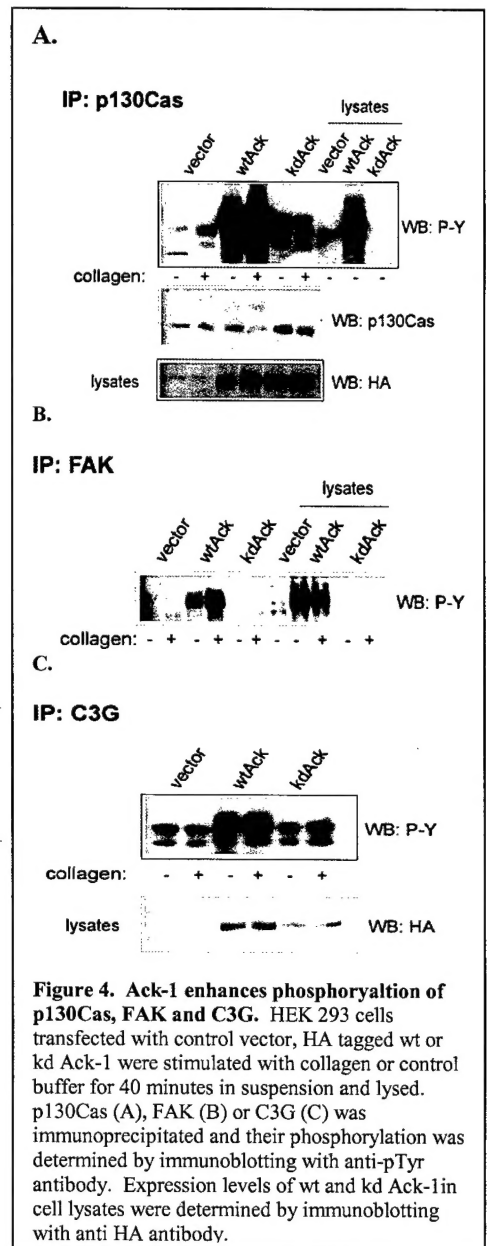 A.
IP: p130Cas
lysates
vector wtAck kdAck vector wtAck kdAck
WB: P-Y
collagen: - + - + - + - - -
WB: p130Cas
lysates WB: HA
B.
IP: FAK
lysates
vector wtAck kdAck vector wtAck kdAck
WB: P-Y
collagen: - + - + - + - - + - +
C.
IP: C3G
vector wtAck kdAck
WB: P-Y
collagen: - + - + - +
lysates WB: HA
Figure 4. Ack-1 enhances phosphoryaltion of
p130Cas, FAK and C3G. HEK 293 cells
transfected with control vector, HA tagged wt or
kd Ack-1 were stimulated with collagen or control
buffer for 40 minutes in suspension and lysed.
p130Cas (A), FAK (B) or C3G (C) was
immunoprecipitated and their phosphorylation was
determined by immunoblotting with anti-pTyr
antibody. Expression levels of wt and kd Ack-1in
cell lysates were determined by immunoblotting
with anti HA antibody.